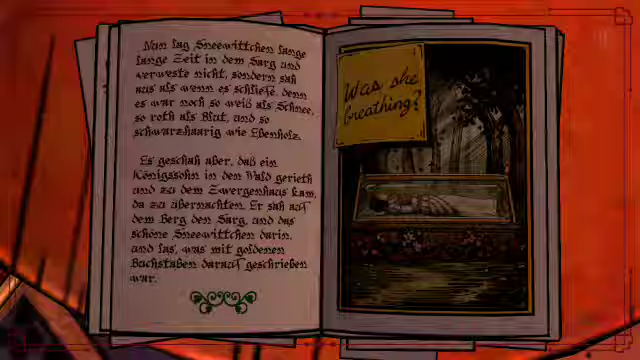 Nun lag Sneewittchen lange
lange Zeit in dem Sarg und
verweste nicht, sondern sah
aus als wenn es schliefe, denn
es war noch so weiß als Schnee,
so roth als Blut, und so
schwarzhaarig wie Ebenholz.
Es geschah aber, daß ein
Königssohn in den Wald gerieth
und zu dem Zwergenhaus kam,
da zu übernachten. Er sah auf
dem Berg den Sarg, und das
schöne Sneewittchen darin,
und las, was mit goldenen
Buchstaben darauf geschrieben
war.
Was she
breathing?